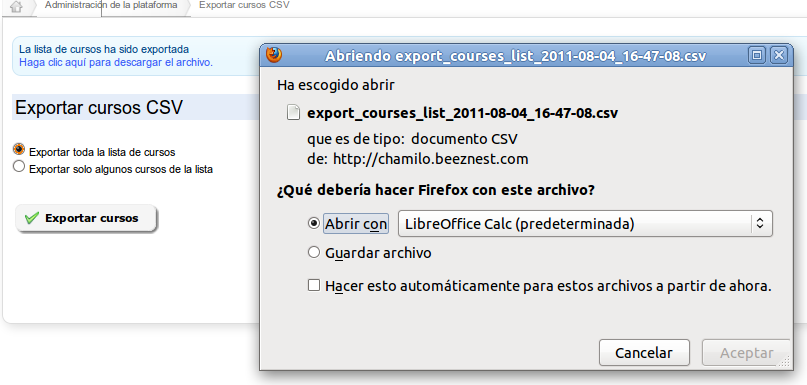 Administración de la plataforma Exportar cursos CSV
La lista de cursos ha sido exportada
Haga clic aquí para descargar el archivo.
Exportar cursos CSV
Exportar toda la lista de cursos
Exportar solo algunos cursos de la lista
Exportar cursos
Abriendo export_courses_list_2011-08-04_16-47-08.csv
Ha escogido abrir
export_courses_list_2011-08-04_16-47-08.csv
que es de tipo: documento CSV
de: http://chamilo.beeznest.com
¿Qué debería hacer Firefox con este archivo?
Abrir con LibreOffice Calc (predeterminada)
Guardar archivo
Hacer esto automáticamente para estos archivos a partir de ahora.
Cancelar Aceptar